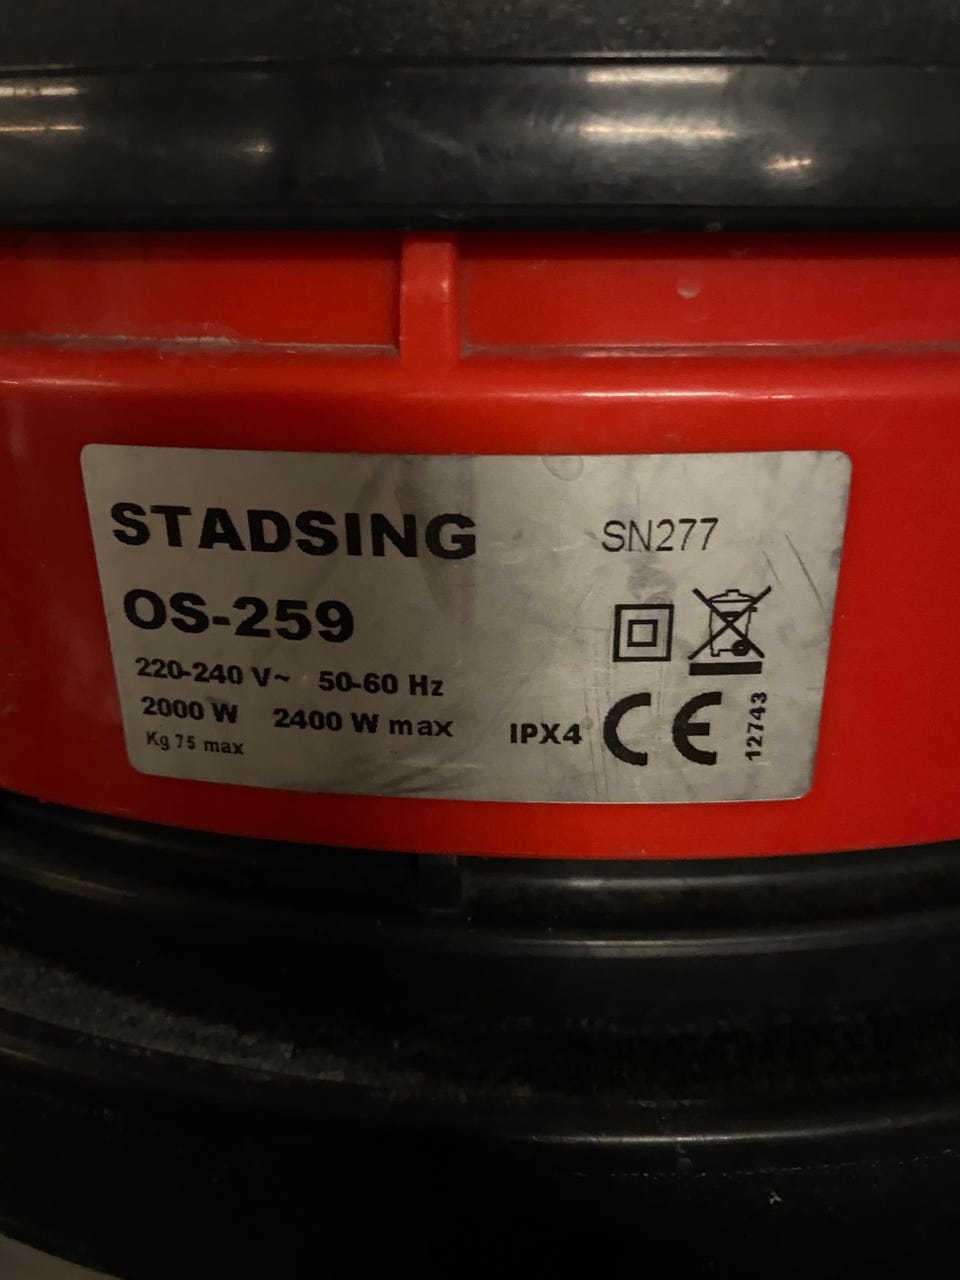 STADSING
SN277
OS-259
220-240 V~ 50-60 Hz
2000 W 2400 W max
Kg 75 max
IPX4
CE
12743